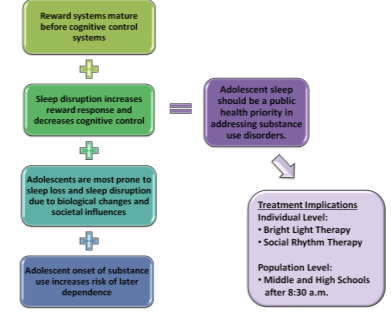 Reward systems mature
before cognitive control
systems
Sleep disruption increases
reward response and
decreases cognitive control
Adolescents are most prone to
sleep loss and sleep disruption
due to biological changes and
societal influences
Adolescent onset of substance
use increases risk of later
dependence
Adolescent sleep
should be a public
health priority in
addressing substance
use disorders.
Treatment Implications
Individual Level:
• Bright Light Therapy
• Social Rhythm Therapy
Population Level:
• Middle and High Schools
after 8:30 a.m.